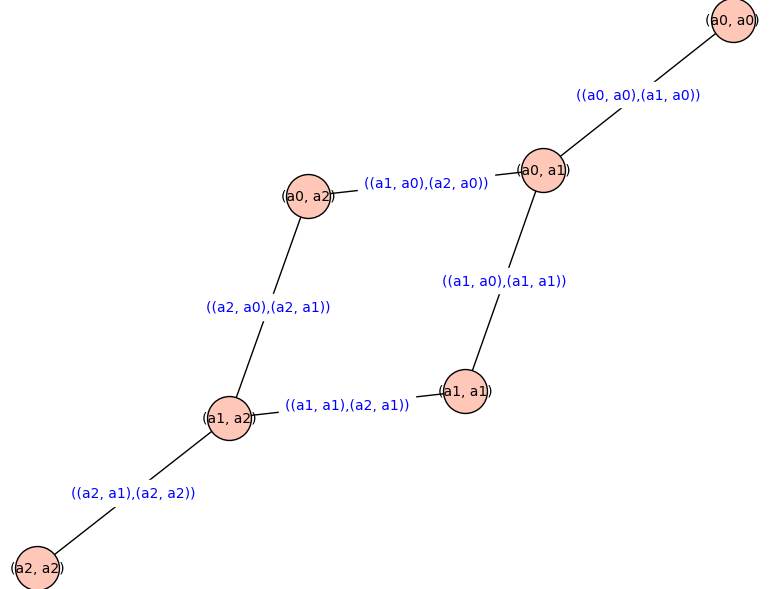 (a0, a0)
((a0, a0),(a1, a0))
(a0, a1)
((a1, a0),(a2, a0))
(a0, a2)
((a1, a0),(a1, a1))
((a2, a0),(a2, a1))
(a1, a1)
((a1, a1),(a2, a1))
(a1, a2)
((a2, a1),(a2, a2))
(a2, a2)